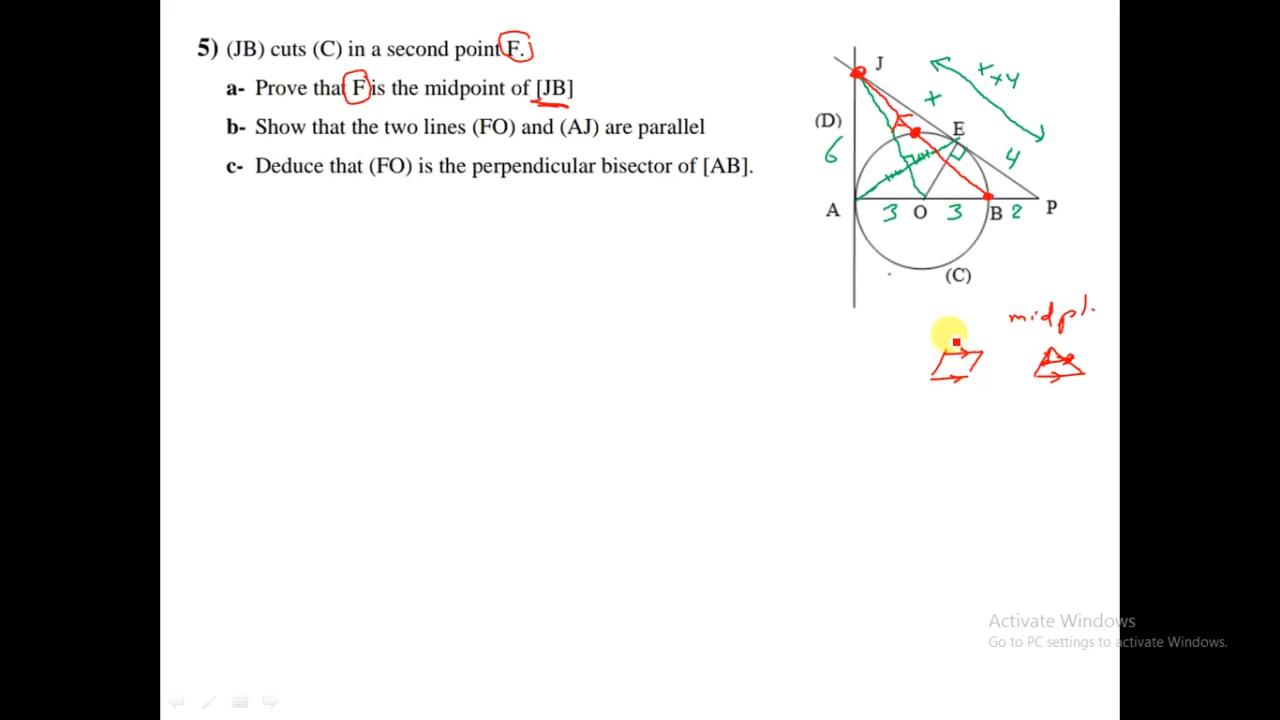 5) (JB) cuts (C) in a second point F.
a- Prove that F is the midpoint of [JB]
b- Show that the two lines (FO) and (AJ) are parallel
c- Deduce that (FO) is the perpendicular bisector of [AB].
J
x+4
x
(D)
F
E
6
4
A
3
O
3
B
2
P
(C)
midpt.
Activate Windows
Go to PC settings to activate Windows.